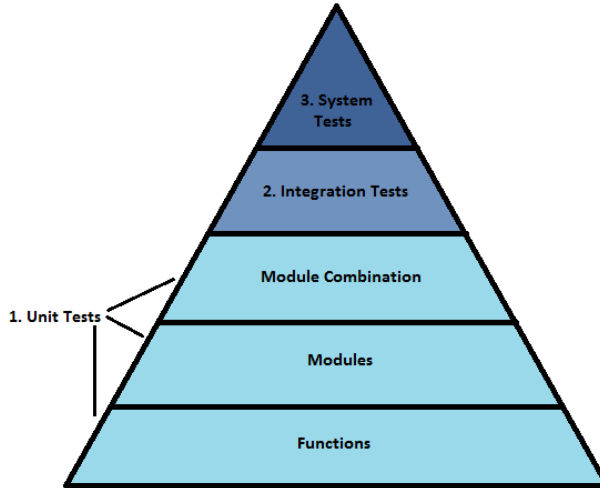 3. System
Tests
2. Integration Tests
Module Combination
1. Unit Tests
Modules
Functions